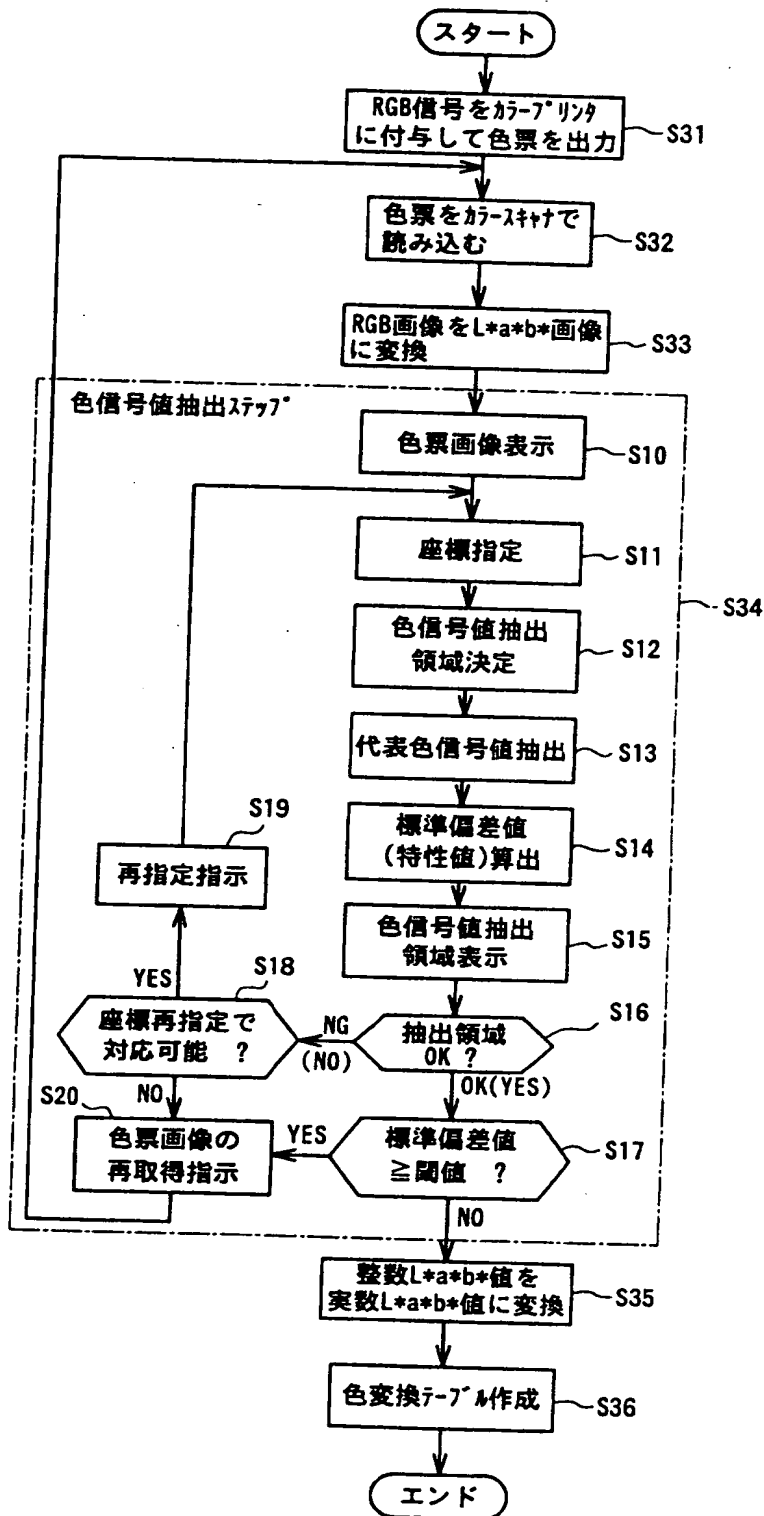 スタート
RGB信号をｶﾗｰﾌﾟﾘﾝﾀ
に付与して色票を出力
S31
色票をｶﾗｰｽｷｬﾅで
読み込む
S32
RGB画像をL*a*b*画像
に変換
S33
色信号値抽出ｽﾃｯﾌﾟ
色票画像表示
S10
座標指定
S11
S34
色信号値抽出
領域決定
S12
代表色信号値抽出
S13
標準偏差値
(特性値)算出
S14
S19
再指定指示
色信号値抽出
領域表示
S15
YES
S18
座標再指定で
対応可能 ?
NG
(NO)
抽出領域
OK ?
S16
NO
OK(YES)
S20
色票画像の
再取得指示
YES
標準偏差値
≧閾値 ?
S17
NO
整数L*a*b*値を
実数L*a*b*値に変換
S35
色変換ﾃｰﾌﾞﾙ作成
S36
エンド